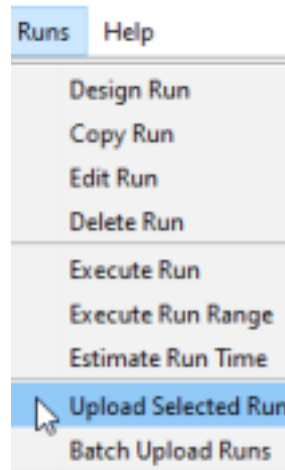 Runs Help
Design Run
Copy Run
Edit Run
Delete Run
Execute Run
Execute Run Range
Estimate Run Time
Upload Selected Run
Batch Upload Runs